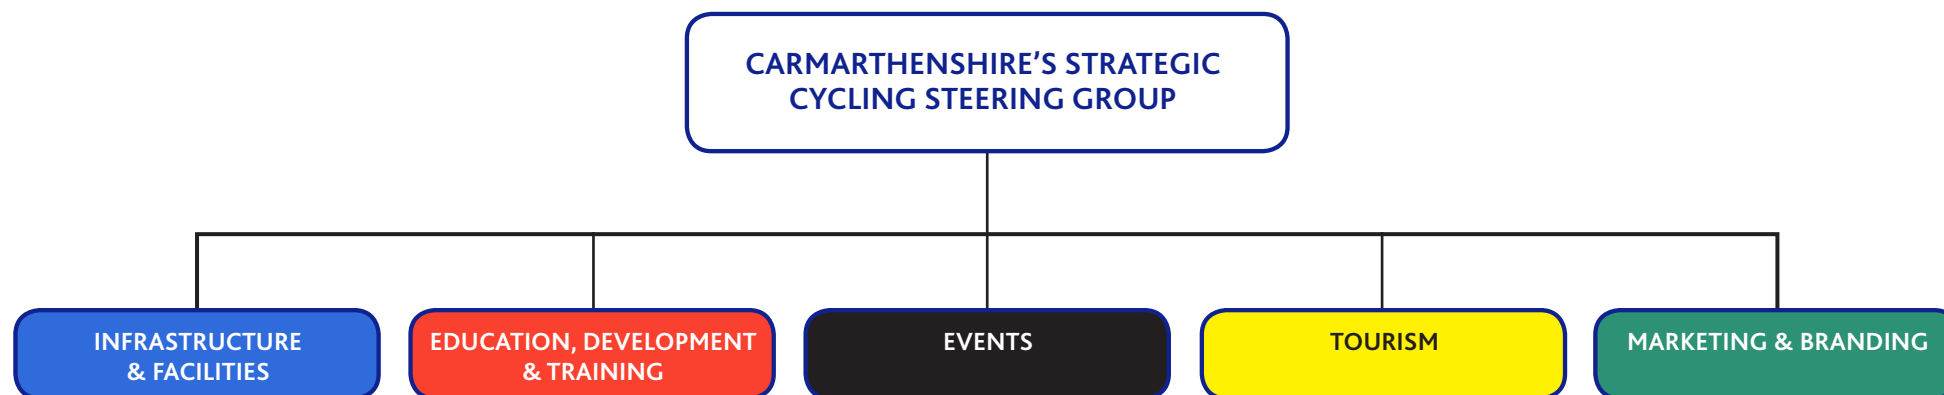 CARMARTHENSHIRE’S STRATEGIC
CYCLING STEERING GROUP
INFRASTRUCTURE
& FACILITIES
EDUCATION, DEVELOPMENT
& TRAINING
EVENTS
TOURISM
MARKETING & BRANDING